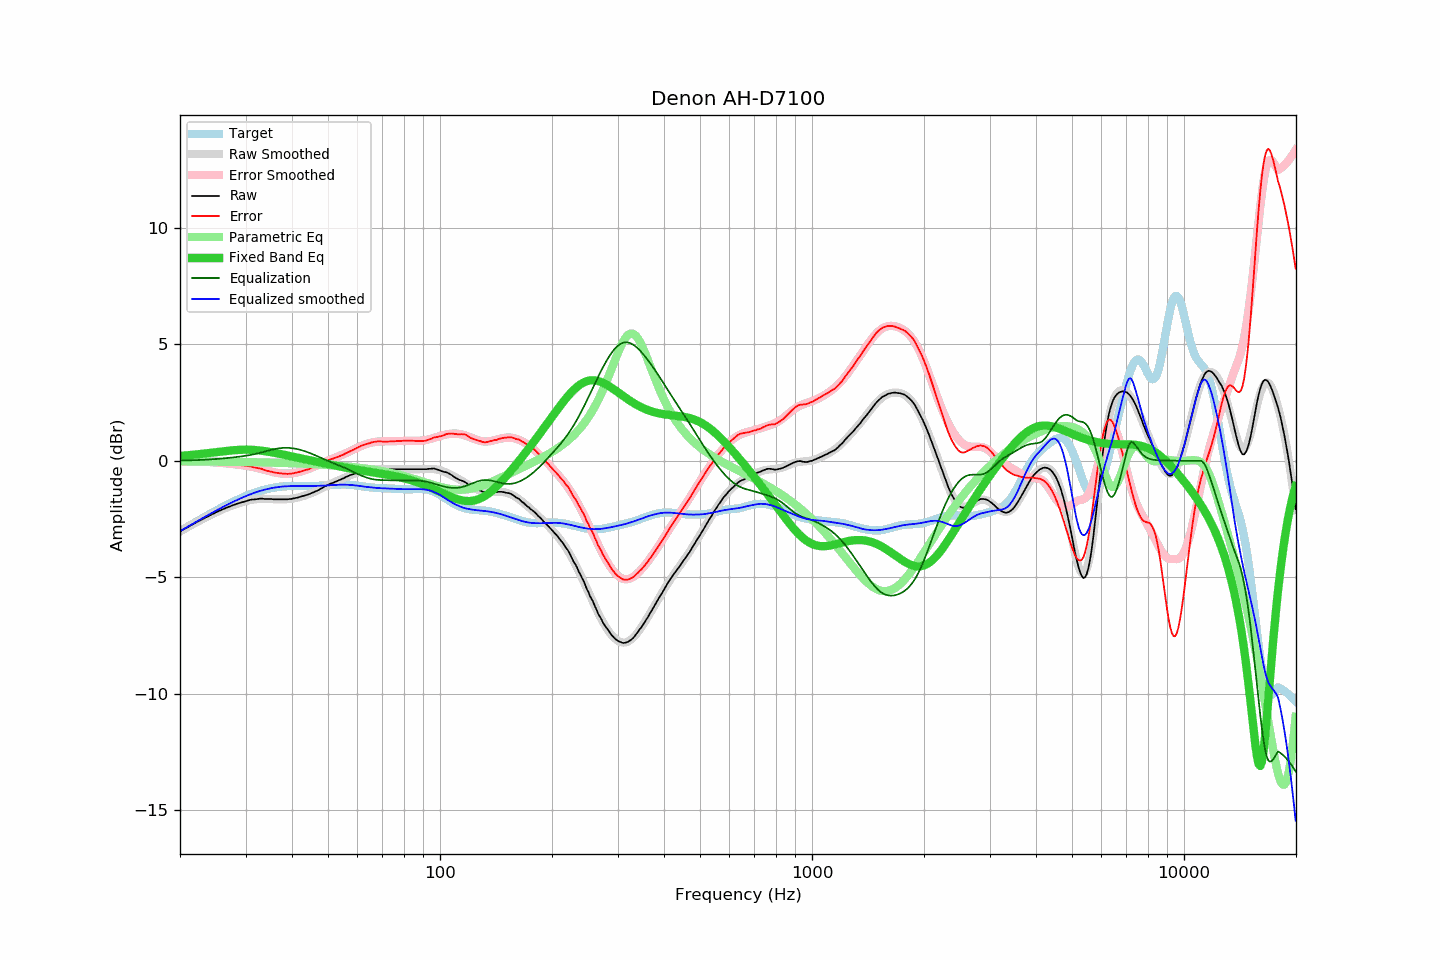 Denon AH-D7100
Target
Raw Smoothed
Error Smoothed
Raw
Error
Parametric Eq
Fixed Band Eq
Equalization
Equalized smoothed
10
5
0
−5
−10
−15
Amplitude (dBr)
100
1000
10000
Frequency (Hz)